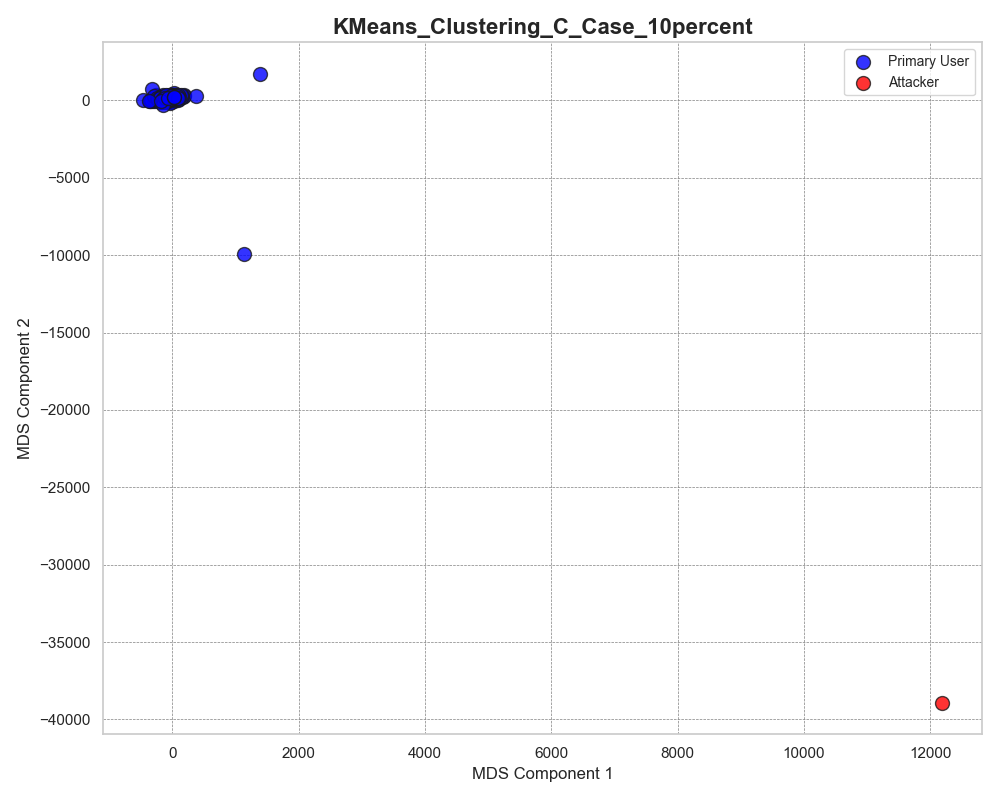 KMeans_Clustering_C_Case_10percent
Primary User
Attacker
0
−5000
−10000
−15000
−20000
−25000
−30000
−35000
−40000
MDS Component 2
0 2000 4000 6000 8000 10000 12000
MDS Component 1